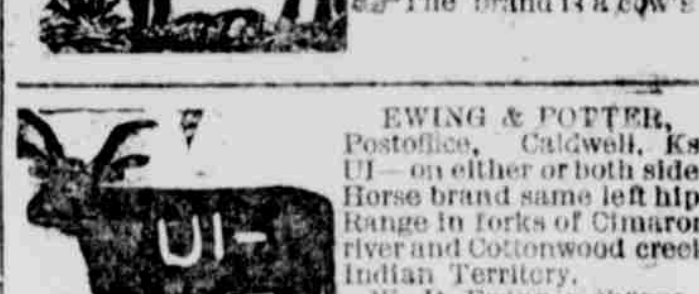 The brand is a cow's
EWING & POTTER,
Postoffice, Caldwell, Ks
UI— on either or both side
Horse brand same left hip
Range in forks of Cimaron
river and Cottonwood creek
Indian Territory.
UI-